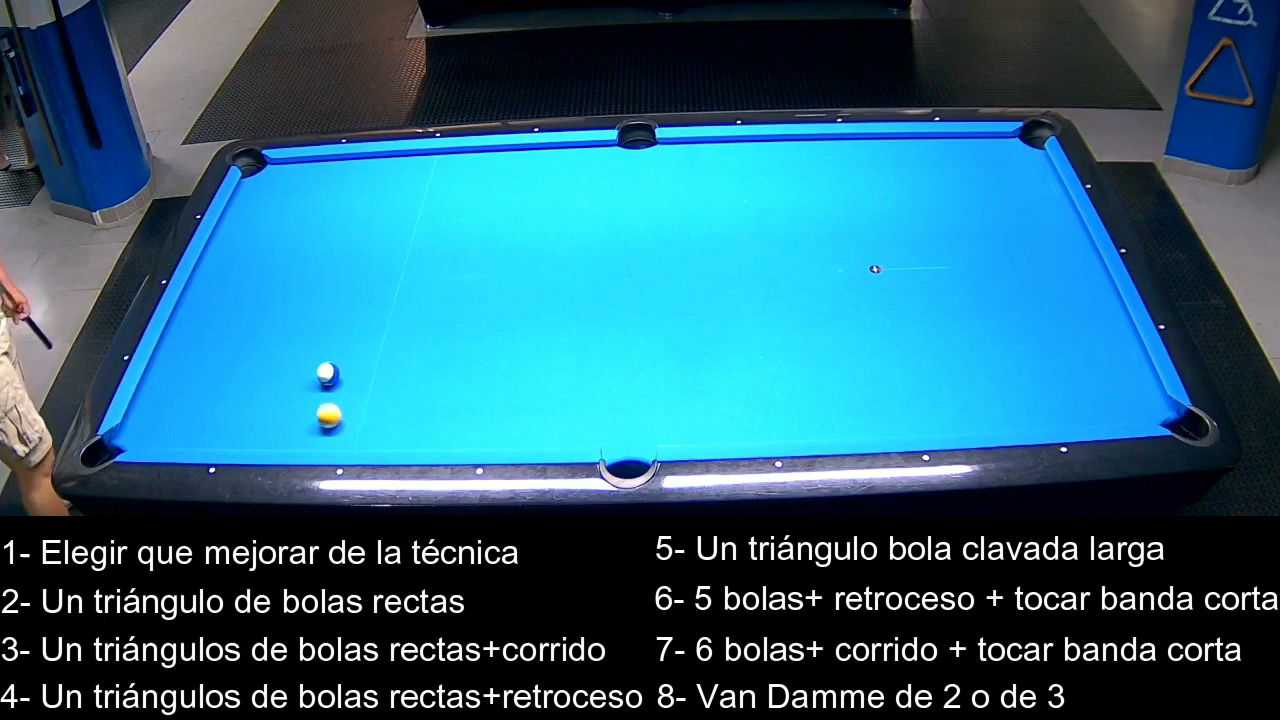 1- Elegir que mejorar de la técnica
2- Un triángulo de bolas rectas
3- Un triángulos de bolas rectas+corrido
4- Un triángulos de bolas rectas+retroceso
5- Un triángulo bola clavada larga
6- 5 bolas+ retroceso + tocar banda corta
7- 6 bolas+ corrido + tocar banda corta
8- Van Damme de 2 o de 3